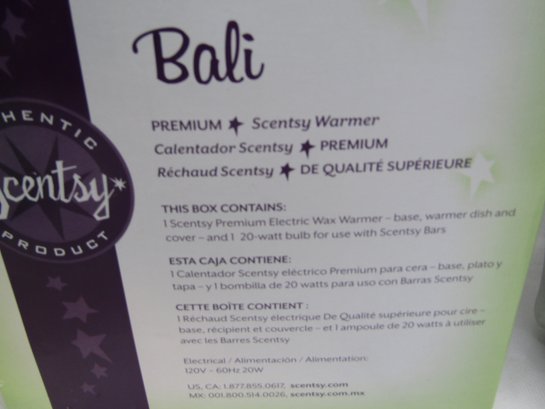 Bali
PREMIUM Scentsy Warmer
Calentador Scentsy PREMIUM
Réchaud Scentsy DE QUALITÉ SUPÉRIEURE
HENTIC
Scentsy
PRODUCT
THIS BOX CONTAINS:
1 Scentsy Premium Electric Wax Warmer – base, warmer dish and
cover – and 1 20-watt bulb for use with Scentsy Bars
ESTA CAJA CONTIENE:
1 Calentador Scentsy eléctrico Premium para cera – base, plato y
tapa – y 1 bombilla de 20 watts para uso con Barras Scentsy
CETTE BOÎTE CONTIENT :
1 Réchaud Scentsy électrique De Qualité supérieure pour cire –
base, récipient et couvercle – et 1 ampoule de 20 watts à utiliser
avec les Barres Scentsy
Electrical / Alimentación / Alimentation:
120V – 60Hz 20W
US, CA: 1.877.855.0617, scentsy.com
MX: 001.800.514.0026, scentsy.com.mx